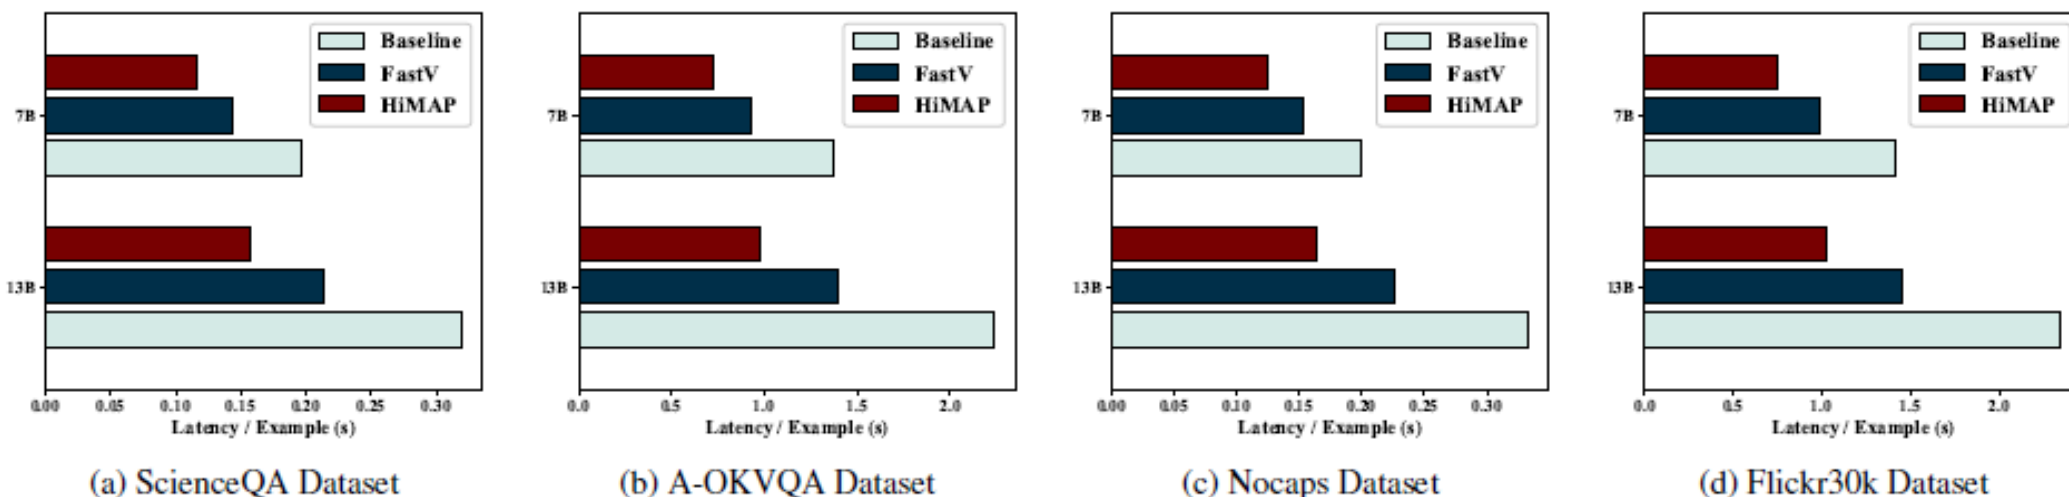 Baseline
FastV
HiMAP
7B
13B
0.00 0.05 0.10 0.15 0.20 0.25 0.30
Latency / Example (s)
(a) ScienceQA Dataset
Baseline
FastV
HiMAP
7B
13B
0.0 0.5 1.0 1.5 2.0
Latency / Example (s)
(b) A-OKVQA Dataset
Baseline
FastV
HiMAP
7B
13B
0.00 0.05 0.10 0.15 0.20 0.25 0.30
Latency / Example (s)
(c) Nocaps Dataset
Baseline
FastV
HiMAP
7B
13B
0.0 0.5 1.0 1.5 2.0
Latency / Example (s)
(d) Flickr30k Dataset